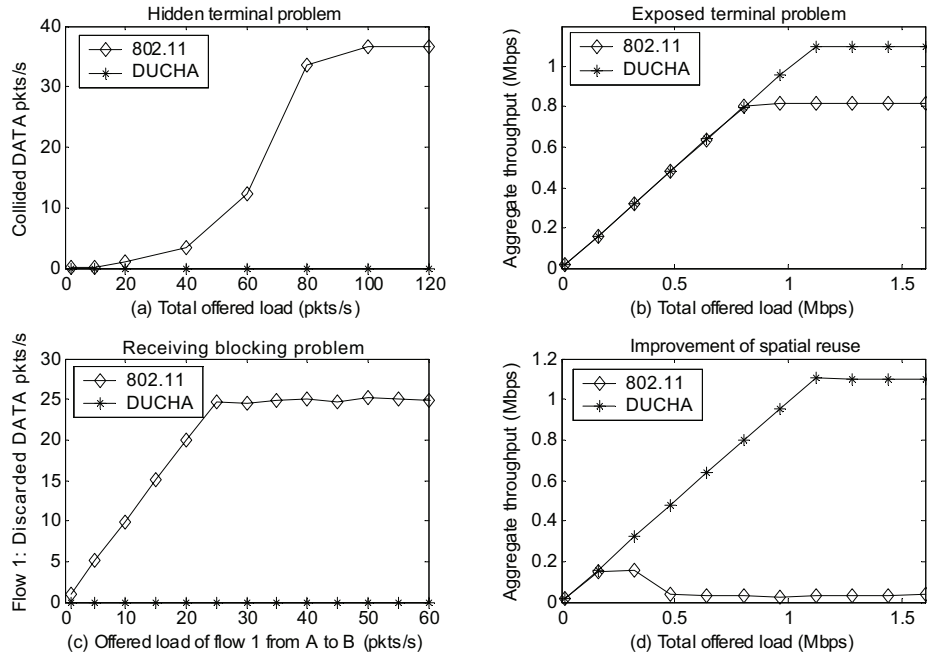 Hidden terminal problem
40
30
20
10
0
Collided DATA pkts/s
802.11
DUCHA
0 20 40 60 80 100 120
(a) Total offered load (pkts/s)
Exposed terminal problem
1
0.8
0.6
0.4
0.2
0
Aggregate throughput (Mbps)
802.11
DUCHA
0 0.5 1 1.5
(b) Total offered load (Mbps)
Receiving blocking problem
30
25
20
15
10
5
0
Flow 1: Discarded DATA pkts/s
802.11
DUCHA
0 10 20 30 40 50 60
(c) Offered load of flow 1 from A to B (pkts/s)
Improvement of spatial reuse
1.2
1
0.8
0.6
0.4
0.2
0
Aggregate throughput (Mbps)
802.11
DUCHA
0 0.5 1 1.5
(d) Total offered load (Mbps)